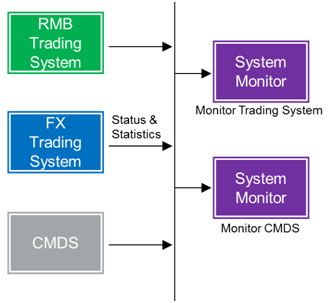 RMB
Trading
System
System
Monitor
Monitor Trading System
FX
Trading
System
Status &
Statistics
System
Monitor
Monitor CMDS
CMDS